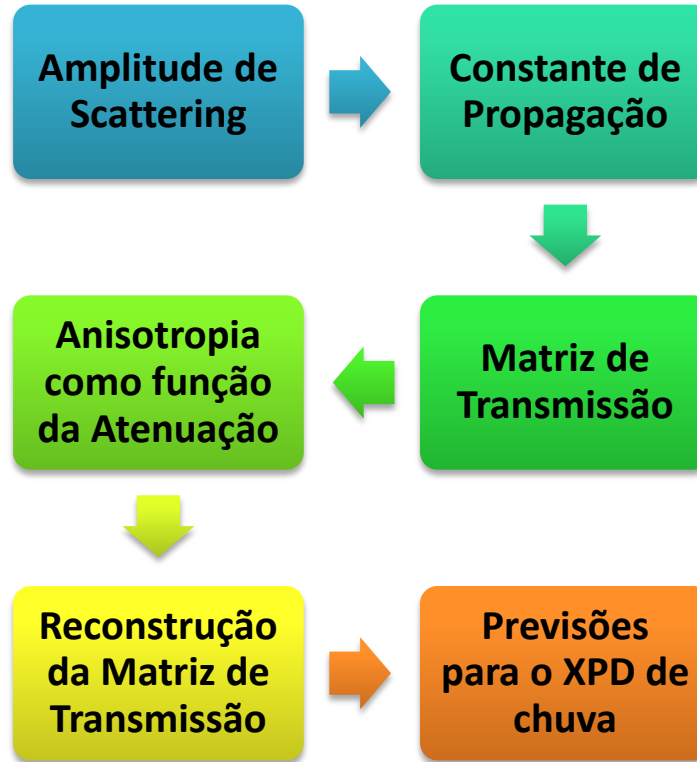 Amplitude de
Scattering
Constante de
Propagação
Matriz de
Transmissão
Anisotropia
como função
da Atenuação
Reconstrução
da Matriz de
Transmissão
Previsões
para o XPD de
chuva